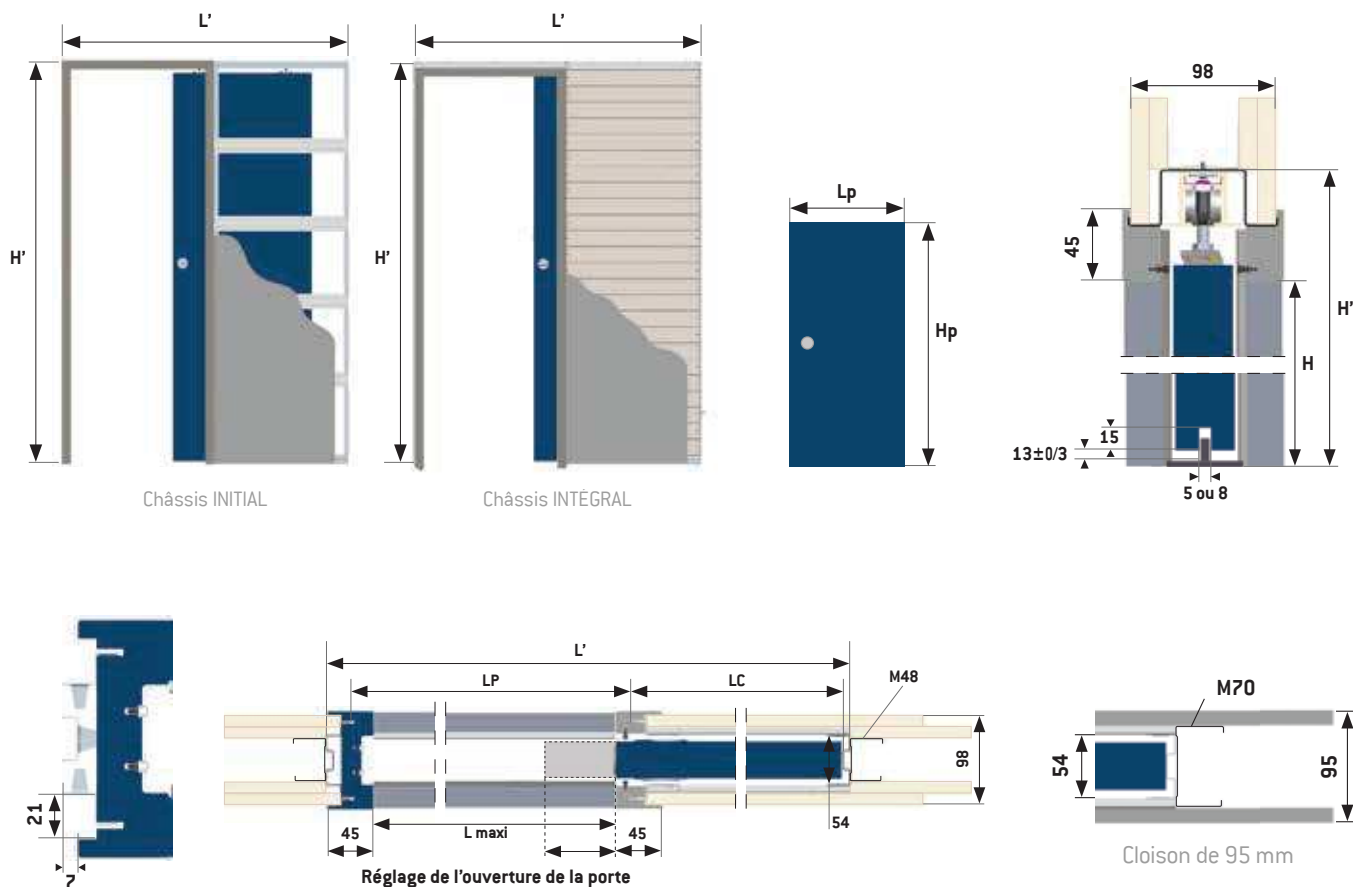 L'
L'
98
H'
H'
Lp
Hp
45
H
H'
15
13±0/3
5 ou 8
Châssis INITIAL
Châssis INTÉGRAL
L'
LP
LC
M48
98
54
45
L maxi
45
Réglage de l'ouverture de la porte
21
7
M70
54
95
Cloison de 95 mm